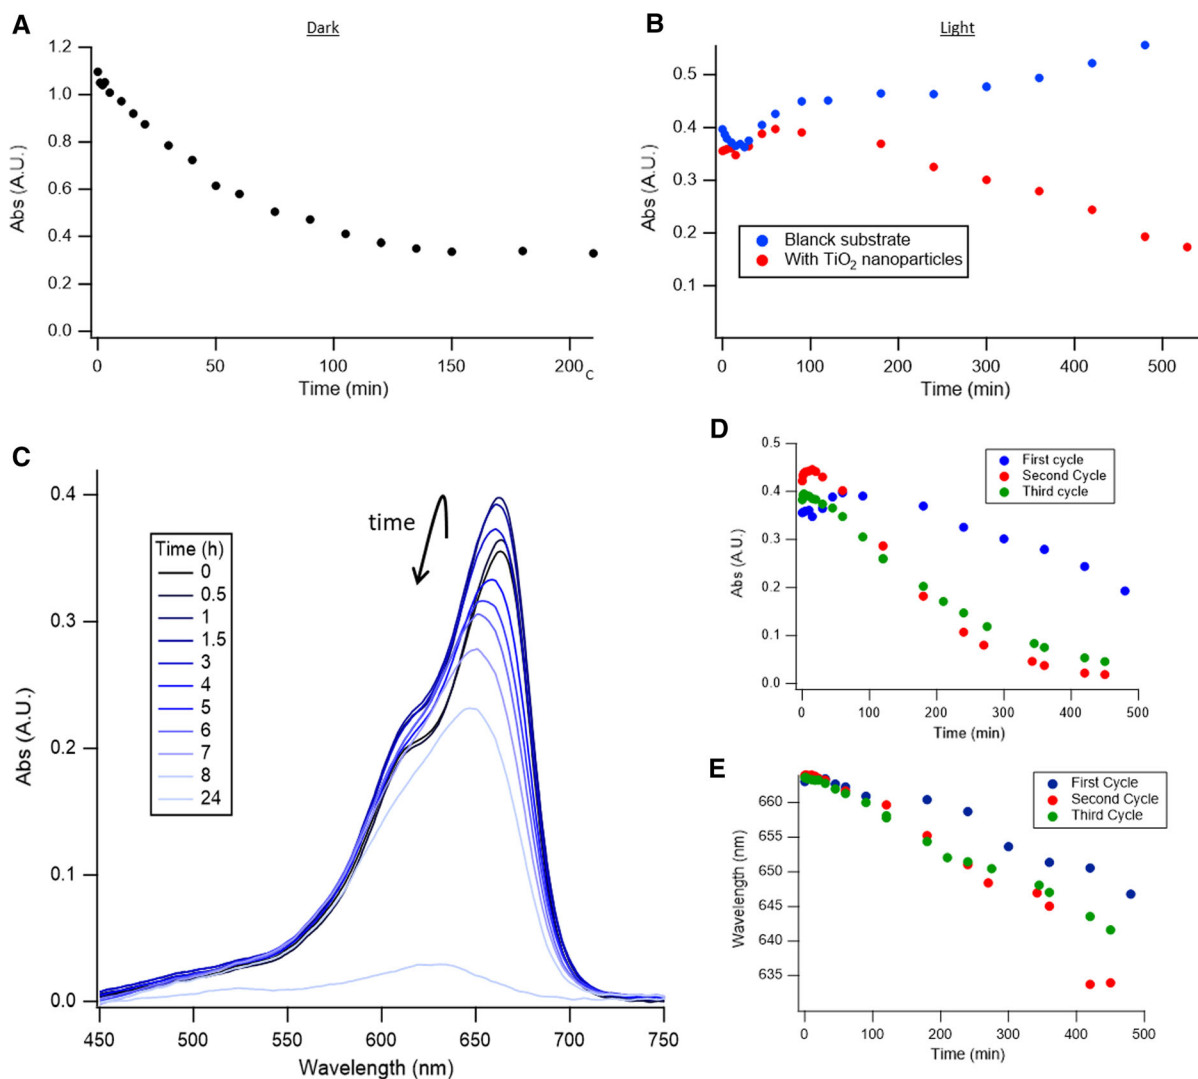 A
Dark
1.2
1.0
0.8
0.6
0.4
0.2
0.0
Abs (A.U.)
0
50
100
150
200
C
Time (min)
B
Light
0.5
0.4
0.3
0.2
0.1
Abs (A.U.)
Blanck substrate
With TiO2 nanoparticles
0
100
200
300
400
500
Time (min)
C
0.4
0.3
0.2
0.1
0.0
Abs (A.U.)
time
Time (h)
0
0.5
1
1.5
3
4
5
6
7
8
24
450
500
550
600
650
700
750
Wavelength (nm)
D
0.5
0.4
0.3
0.2
0.1
0.0
Abs (A.U.)
First cycle
Second Cycle
Third cycle
0
100
200
300
400
500
Time (min)
E
660
655
650
645
640
635
Wavelength (nm)
First Cycle
Second Cycle
Third Cycle
0
100
200
300
400
500
Time (min)